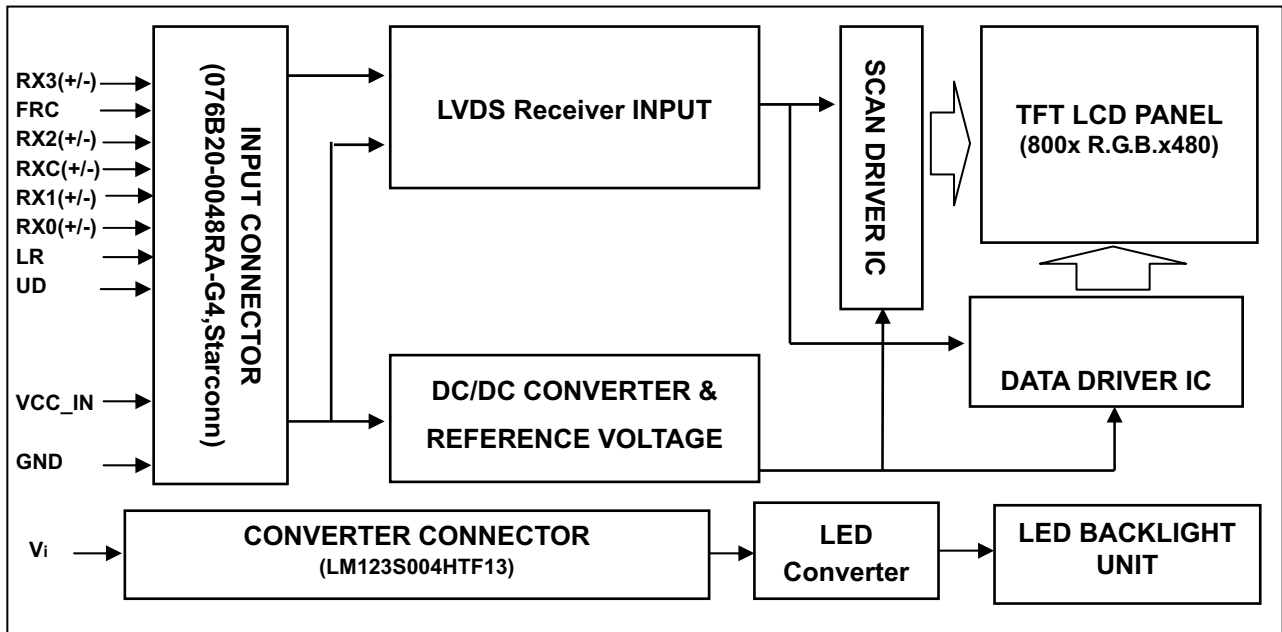 RX3(+/-)
FRC
RX2(+/-)
RXC(+/-)
RX1(+/-)
RX0(+/-)
LR
UD
VCC_IN
GND
INPUT CONNECTOR
(076B20-0048RA-G4,Starconn)
LVDS Receiver INPUT
SCAN DRIVER IC
TFT LCD PANEL
(800x R.G.B.x480)
DC/DC CONVERTER &
REFERENCE VOLTAGE
DATA DRIVER IC
Vi
CONVERTER CONNECTOR
(LM123S004HTF13)
LED
Converter
LED BACKLIGHT
UNIT